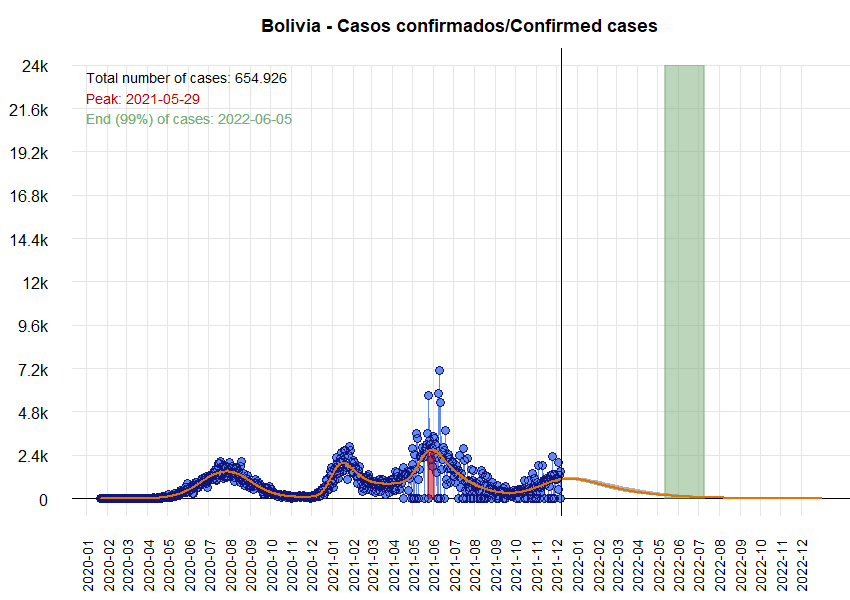 Bolivia - Casos confirmados/Confirmed cases
24k
21.6k
19.2k
16.8k
14.4k
12k
9.6k
7.2k
4.8k
2.4k
0
Total number of cases: 654.926
Peak: 2021-05-29
End (99%) of cases: 2022-06-05
2020-01
2020-02
2020-03
2020-04
2020-05
2020-06
2020-07
2020-08
2020-09
2020-10
2020-11
2020-12
2021-01
2021-02
2021-03
2021-04
2021-05
2021-06
2021-07
2021-08
2021-09
2021-10
2021-11
2021-12
2022-01
2022-02
2022-03
2022-04
2022-05
2022-06
2022-07
2022-08
2022-09
2022-10
2022-11
2022-12